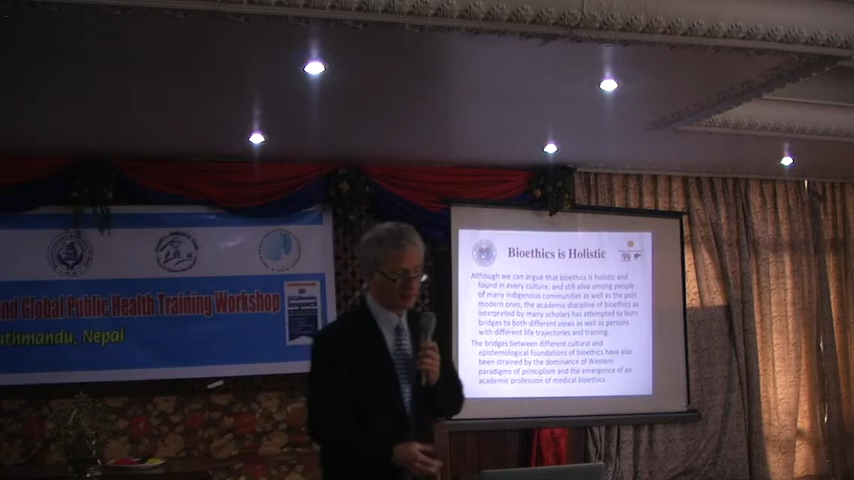 and Global Public Health Training Workshop
athmandu, Nepal
Bioethics is Holistic
Although we can argue that bioethics is holistic and
found in every culture, and still alive among people
of many indigenous communities as well as the post
modern ones, the academic discipline of bioethics as
interpreted by many scholars has attempted to burn
bridges to both different views as well as persons
with different life trajectories and training.
The bridges between different cultural and
epistemological foundations of bioethics have also
been strained by the dominance of Western
paradigms of principlism and the emergence of an
academic profession of medical bioethics.